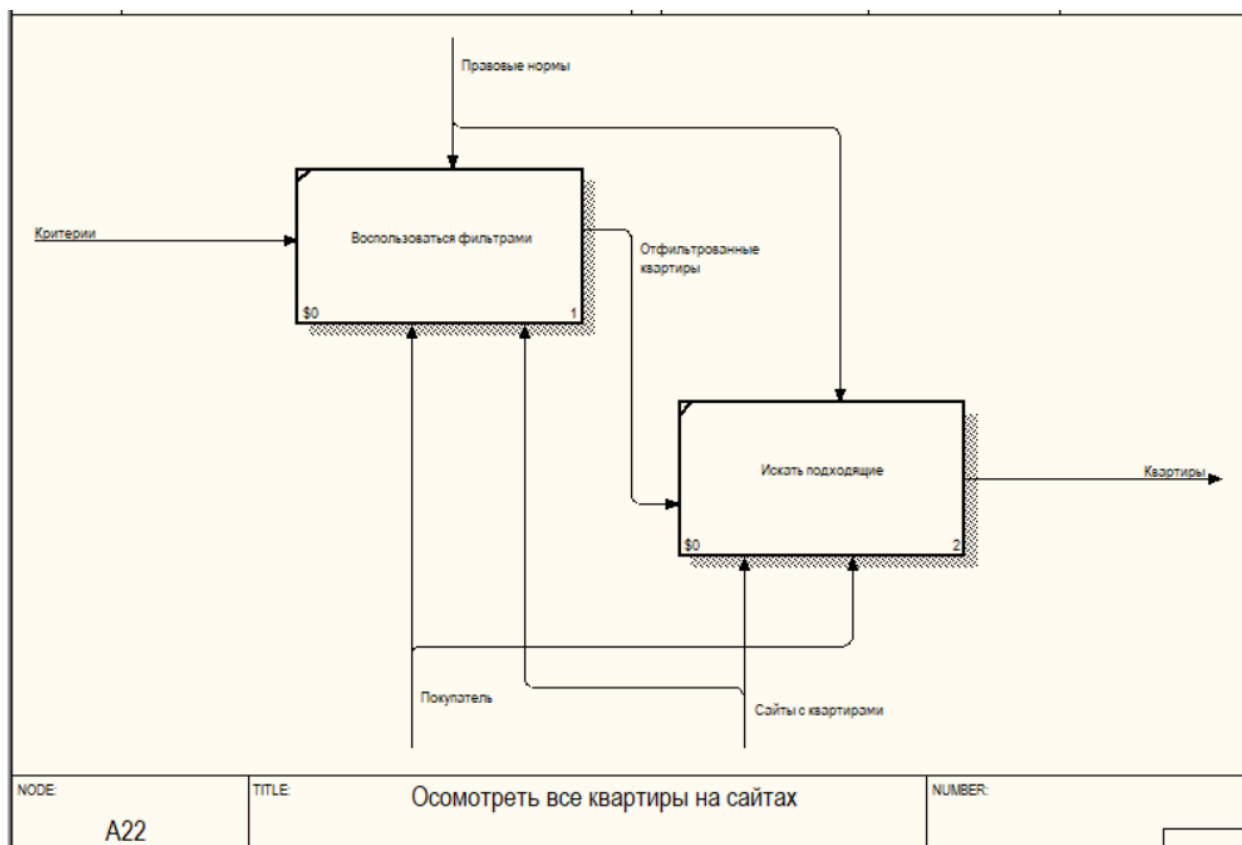 Правовые нормы
Критерии
Воспользоваться фильтрами
$0
1
Отфильтрованные
квартиры
Искать подходящие
$0
2
Квартиры
Покупатель
Сайты с квартирами
NODE:
A22
TITLE:
Осомотреть все квартиры на сайтах
NUMBER: